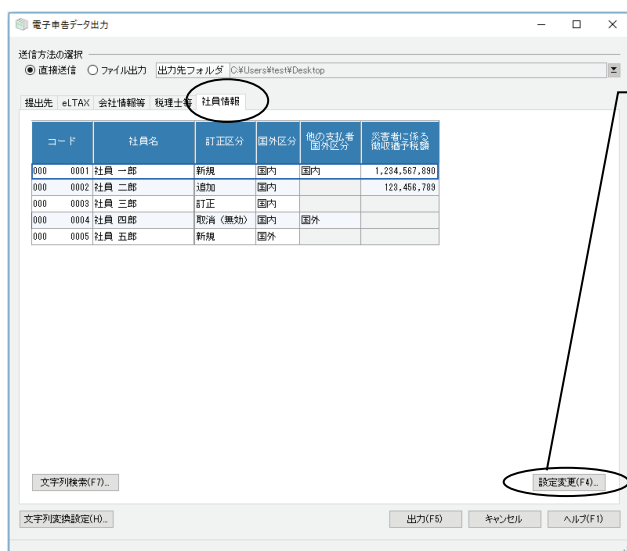 電子申告データ出力
送信方法の選択
直接送信 ファイル出力 出力先フォルダ C:¥Users¥test¥Desktop
提出先 eLTAX 会社情報等 税理士等 社員情報
コード 社員名 訂正区分 国外区分 他の支払者国外区分 災害者に係る徴収猶予税額
000 0001 社員 一郎 新規 国内 国内 1,234,567,890
000 0002 社員 二郎 追加 国内 123,456,789
000 0003 社員 三郎 訂正 国内
000 0004 社員 四郎 取消（無効） 国内 国外
000 0005 社員 五郎 新規 国外
文字列検索(F7)... 設定変更(F4)...
文字列変換設定(H)... 出力(F5) キャンセル ヘルプ(F1)